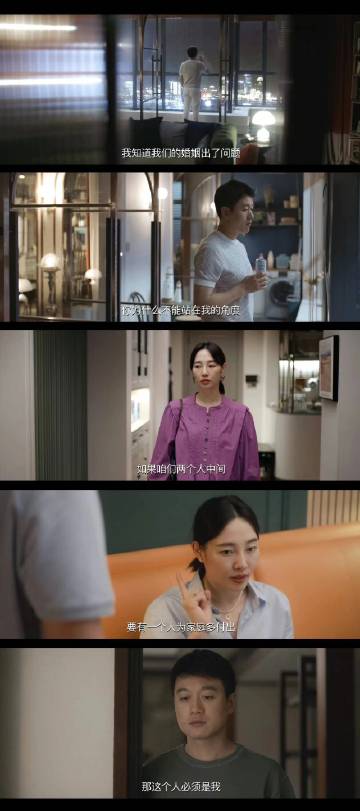 我知道我们的婚姻出了问题
你为什么不能站在我的角度
如果咱们两个人中间
要有一个人为家庭多付出
那这个人必须是我